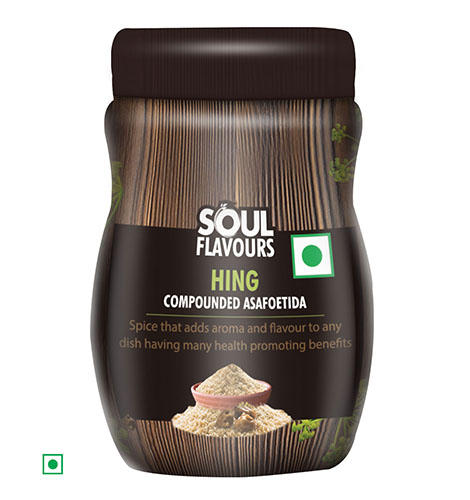 SOUL
FLAVOURS
HING
COMPOUNDED ASAFOETIDA
Spice that adds aroma and flavour to any
dish having many health promoting benefits